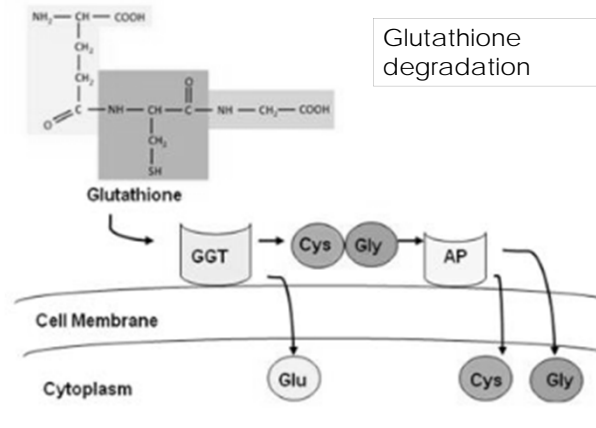 Glutathione
degradation
NH₂ — CH — COOH
CH₂
CH₂
O C — NH — CH — C — NH — CH₂ — COOH
O
CH₂
SH
Glutathione
GGT
Cys Gly
AP
Cell Membrane
Cytoplasm
Glu
Cys
Gly